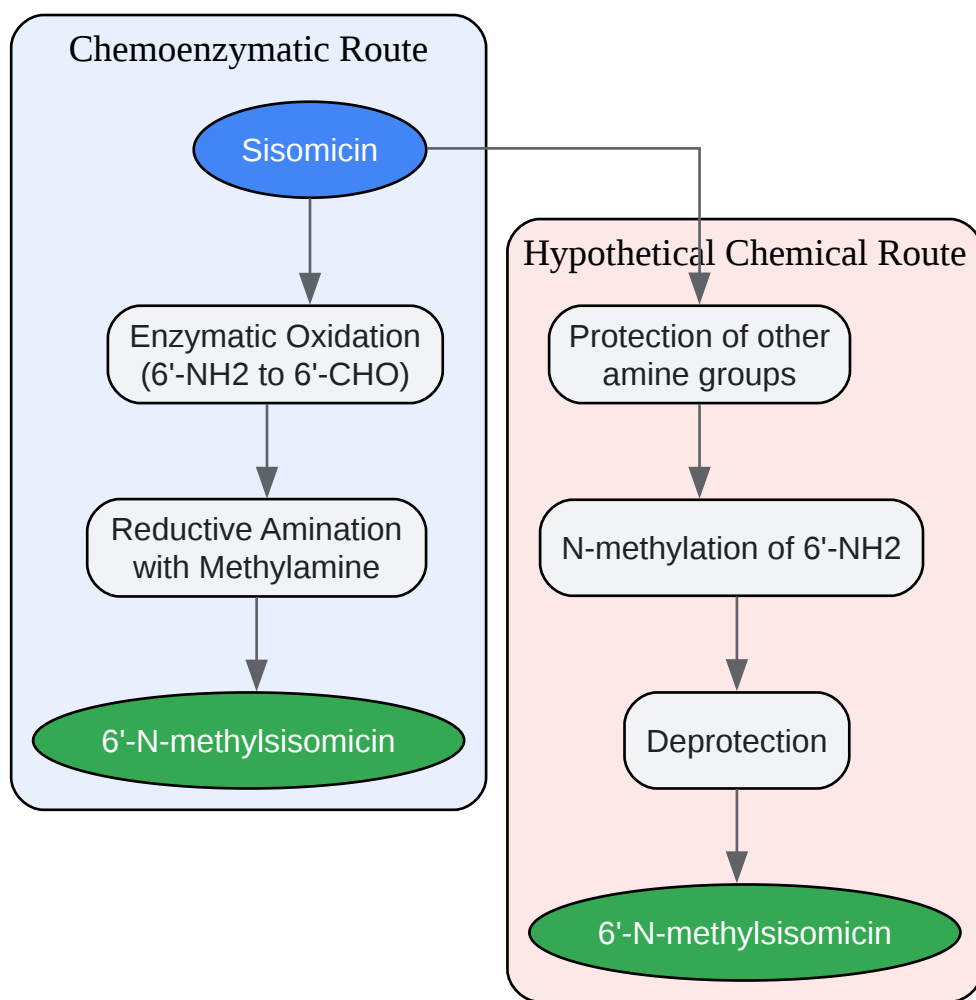 Chemoenzymatic Route
Sisomicin
Enzymatic Oxidation
(6'-NH2 to 6'-CHO)
Reductive Amination
with Methylamine
6'-N-methylsisomicin
Hypothetical Chemical Route
Protection of other
amine groups
N-methylation of 6'-NH2
Deprotection
6'-N-methylsisomicin